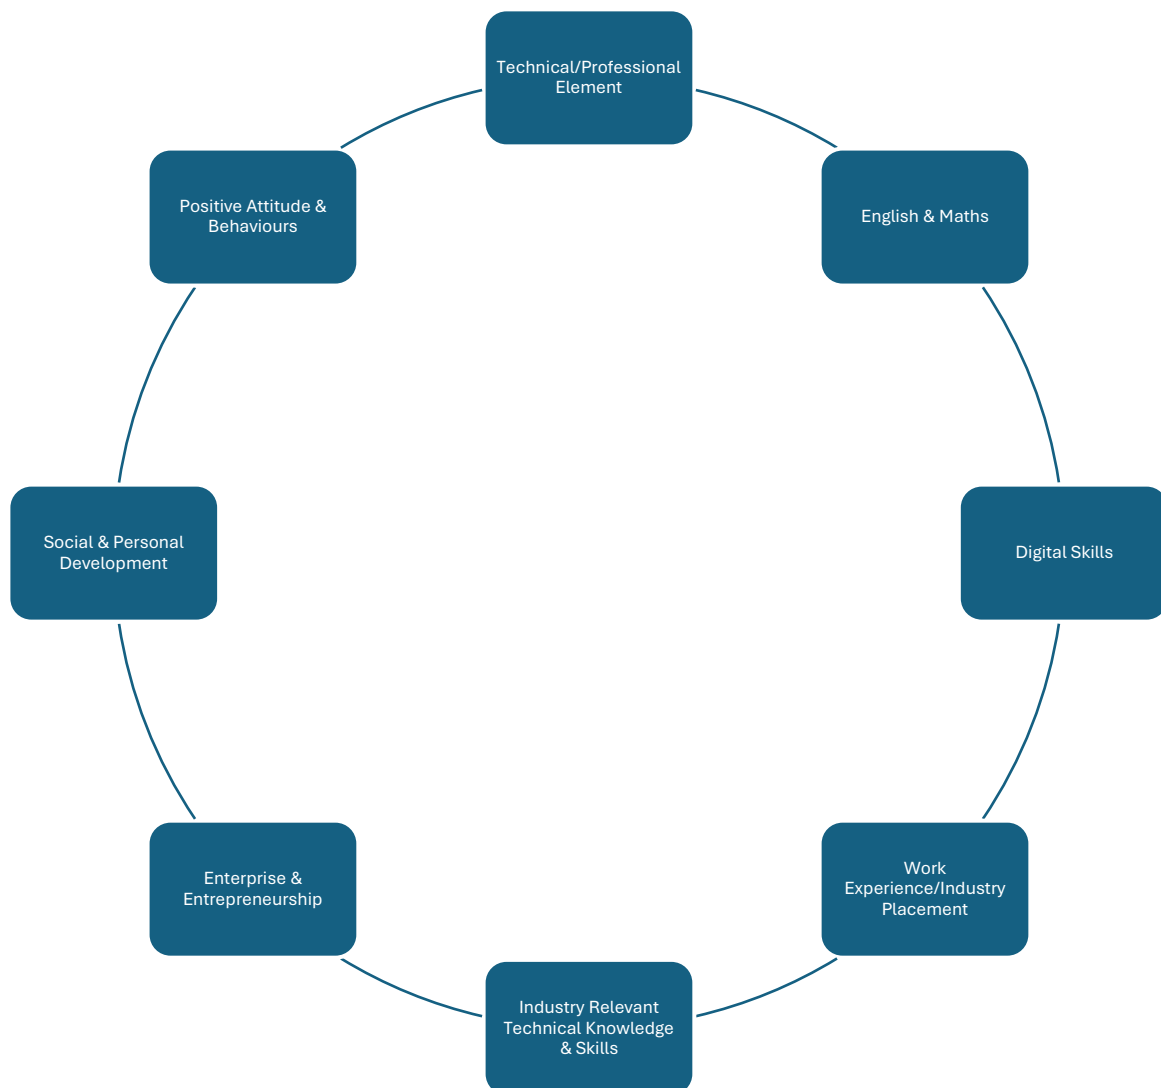 Technical/Professional
Element
English & Maths
Digital Skills
Work
Experience/Industry
Placement
Industry Relevant
Technical Knowledge
& Skills
Enterprise &
Entrepreneurship
Social & Personal
Development
Positive Attitude &
Behaviours